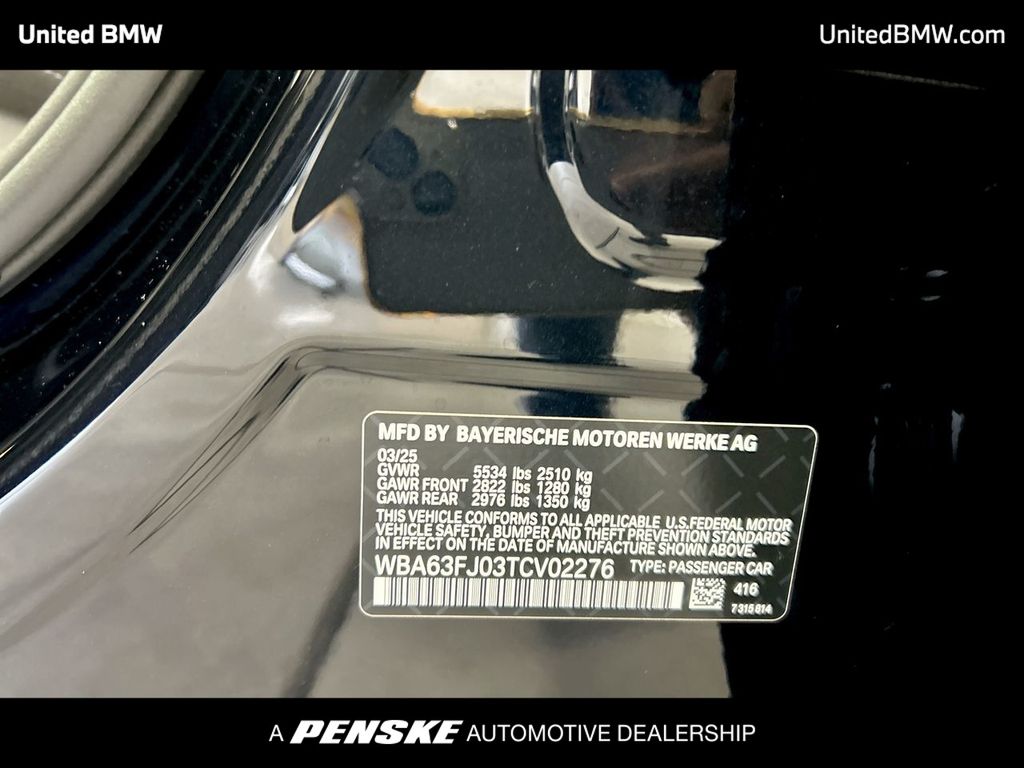 United BMW
UnitedBMW.com
MFD BY BAYERISCHE MOTOREN WERKE AG
03/25
GVWR 5534 lbs 2510 kg
GAWR FRONT 2822 lbs 1280 kg
GAWR REAR 2976 lbs 1350 kg
THIS VEHICLE CONFORMS TO ALL APPLICABLE U.S.FEDERAL MOTOR
VEHICLE SAFETY, BUMPER AND THEFT PREVENTION STANDARDS
IN EFFECT ON THE DATE OF MANUFACTURE SHOWN ABOVE.
WBA63FJ03TCV02276 TYPE: PASSENGER CAR
416
7 315 814
A PENSKE AUTOMOTIVE DEALERSHIP